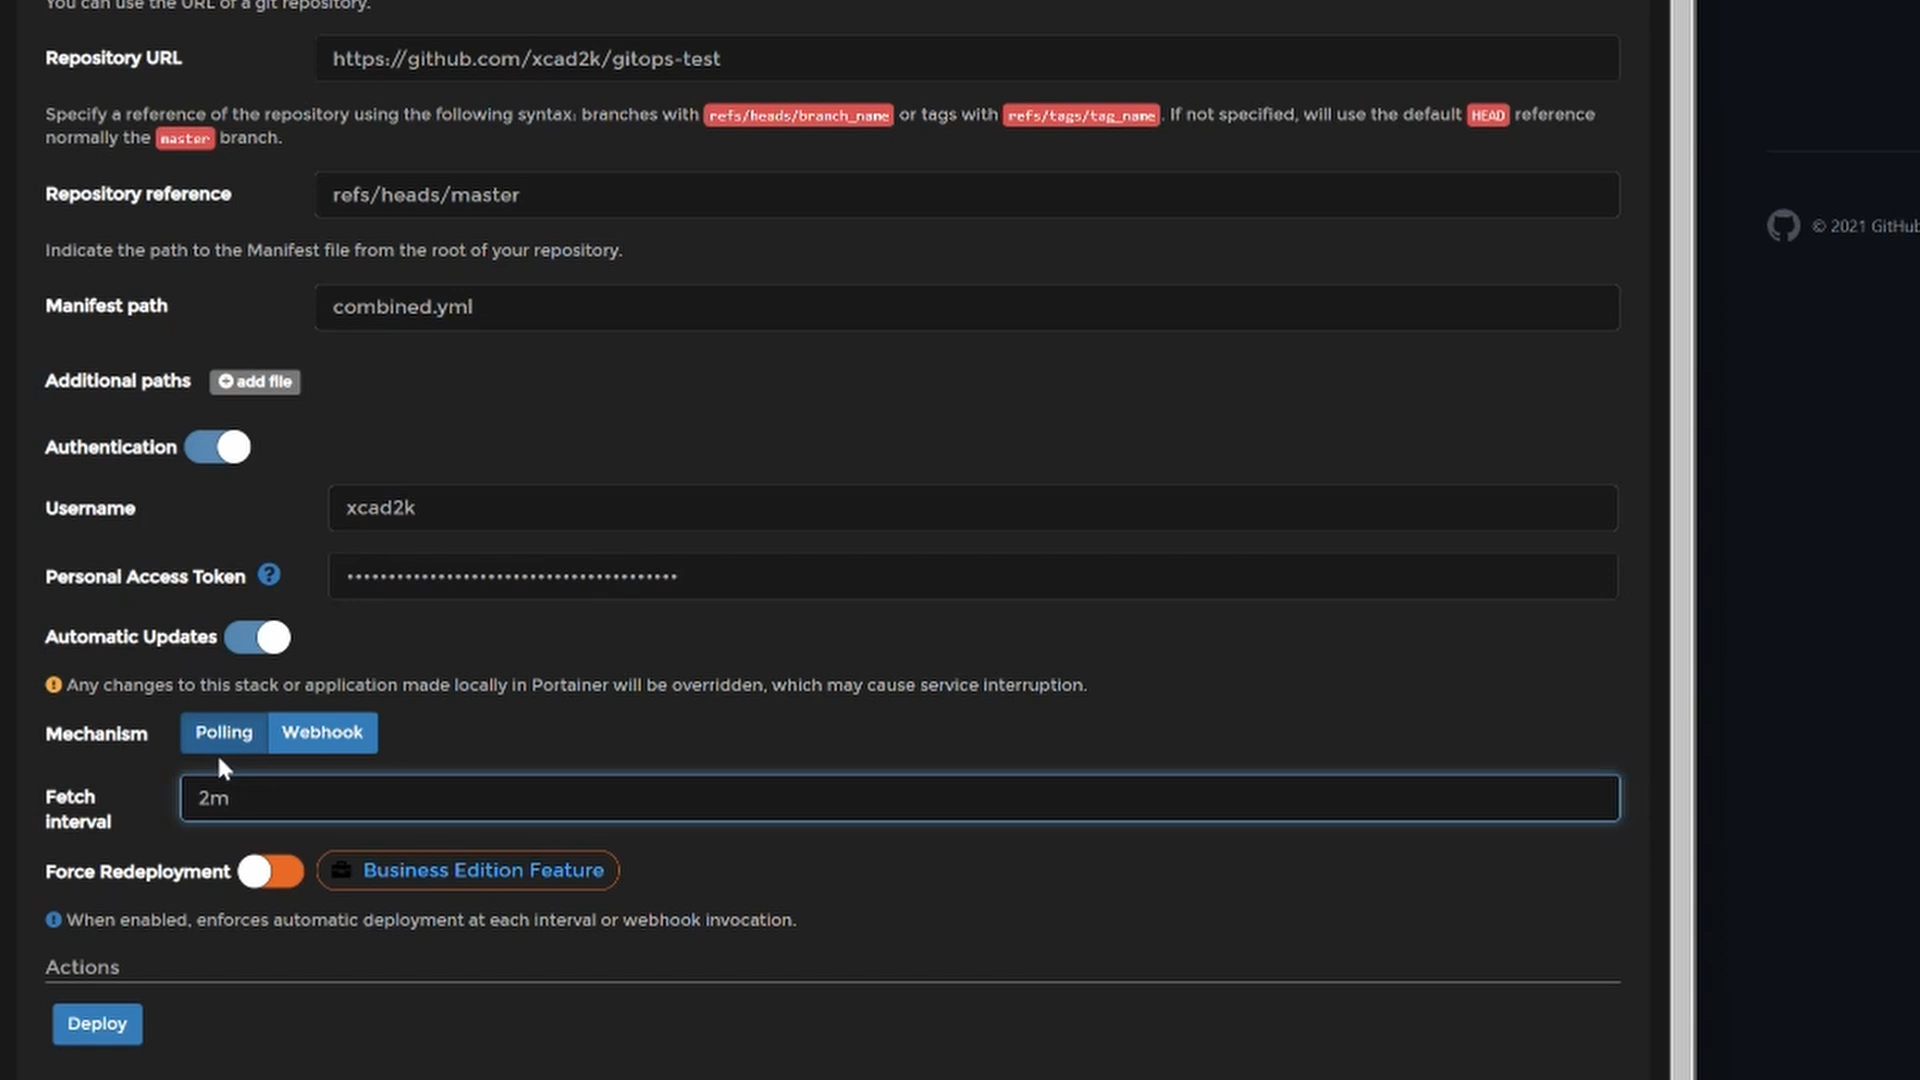 You can use the URL of a git repository.
Repository URL
https://github.com/xcad2k/gitops-test
Specify a reference of the repository using the following syntax: branches with refs/heads/branch_name or tags with refs/tags/tag_name. If not specified, will use the default HEAD reference
normally the master branch.
Repository reference
refs/heads/master
Indicate the path to the Manifest file from the root of your repository.
Manifest path
combined.yml
Additional paths
add file
Authentication
Username
xcad2k
Personal Access Token
Automatic Updates
Any changes to this stack or application made locally in Portainer will be overridden, which may cause service interruption.
Mechanism
Polling
Webhook
Fetch
interval
2m
Force Redeployment
Business Edition Feature
When enabled, enforces automatic deployment at each interval or webhook invocation.
Actions
Deploy
© 2021 GitHub